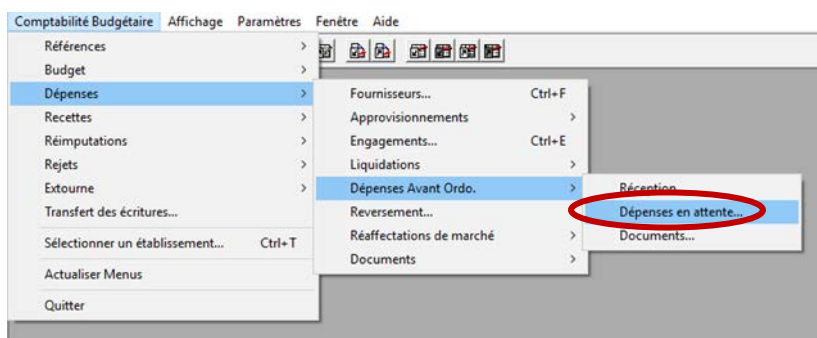 Comptabilité Budgétaire Affichage Paramètres Fenêtre Aide
Références
Budget
Dépenses
Recettes
Réimputations
Rejets
Extourne
Transfert des écritures...
Sélectionner un établissement... Ctrl+T
Actualiser Menus
Quitter
Fournisseurs... Ctrl+F
Approvisionnements
Engagements... Ctrl+E
Liquidations
Dépenses Avant Ordo.
Reversement...
Réaffectations de marché
Documents
Réception
Dépenses en attente...
Documents...